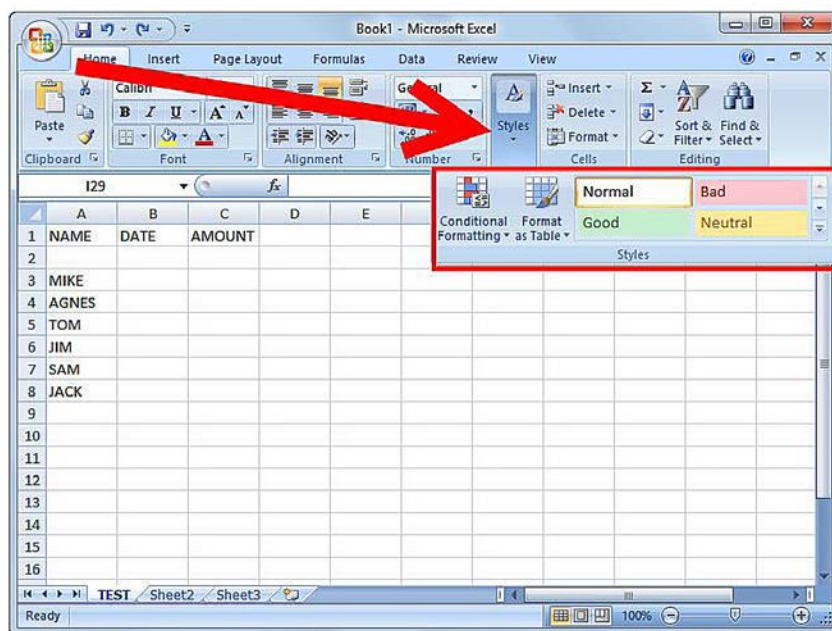 Book1 - Microsoft Excel
Home Insert Page Layout Formulas Data Review View
Paste
Calibri
B I U A A
A
Styles
Insert
Delete
Format
Σ
Sort & Filter
Find & Select
Clipboard Font Alignment Number Cells Editing
I29 fx
Conditional Formatting
Format as Table
Normal Bad
Good Neutral
Styles
A B C D E
1 NAME DATE AMOUNT
2
3 MIKE
4 AGNES
5 TOM
6 JIM
7 SAM
8 JACK
9
10
11
12
13
14
15
16
TEST Sheet2 Sheet3
Ready 100%